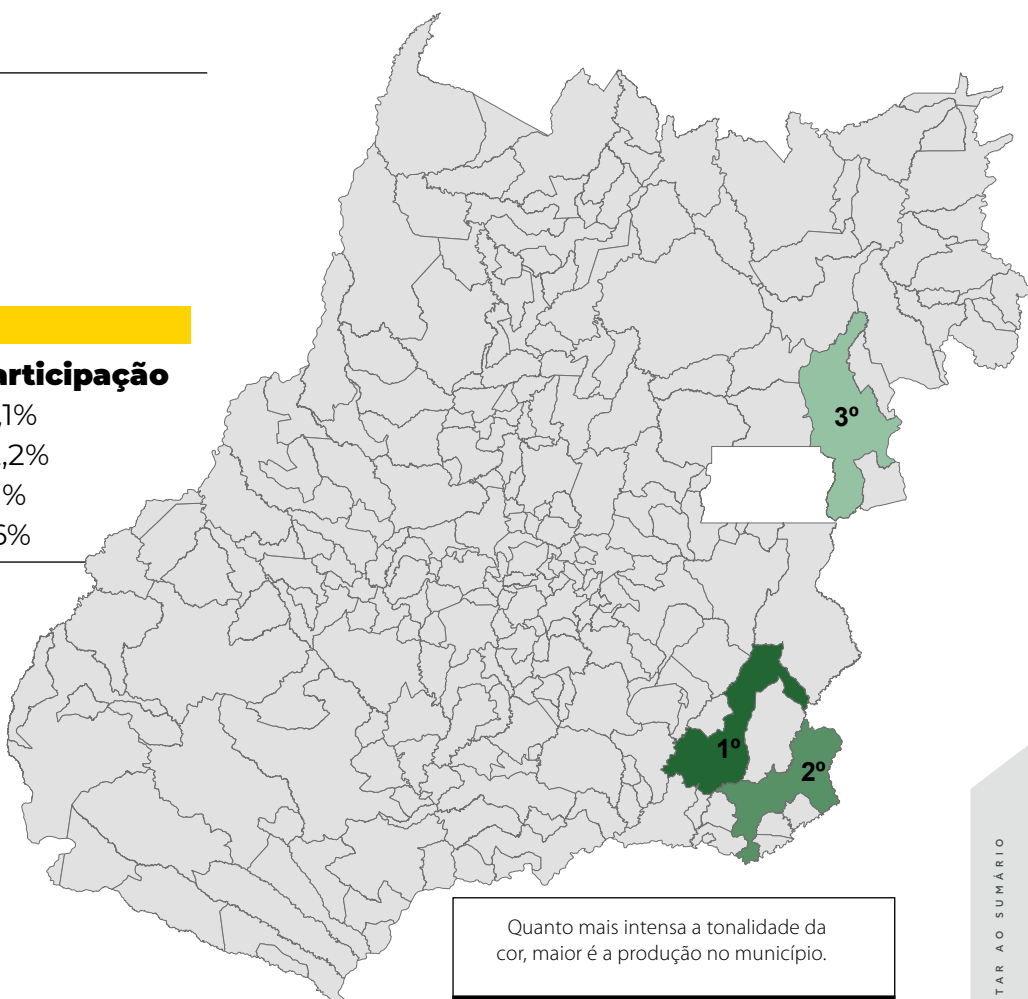 articipação
,1%
,2%
1%
6%
3º
1º
2º
Quanto mais intensa a tonalidade da
cor, maior é a produção no município.
TAR AO SUMÁRIO